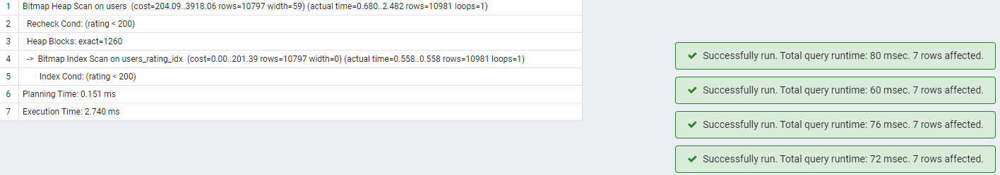 1 Bitmap Heap Scan on users (cost=204.09..3918.06 rows=10797 width=59) (actual time=0.680..2.482 rows=10981 loops=1)
2 Recheck Cond: (rating < 200)
3 Heap Blocks: exact=1260
4 -> Bitmap Index Scan on users_rating_idx (cost=0.00..201.39 rows=10797 width=0) (actual time=0.558..0.558 rows=10981 loops=1)
5 Index Cond: (rating < 200)
6 Planning Time: 0.151 ms
7 Execution Time: 2.740 ms
Successfully run. Total query runtime: 80 msec. 7 rows affected.
Successfully run. Total query runtime: 60 msec. 7 rows affected.
Successfully run. Total query runtime: 76 msec. 7 rows affected.
Successfully run. Total query runtime: 72 msec. 7 rows affected.